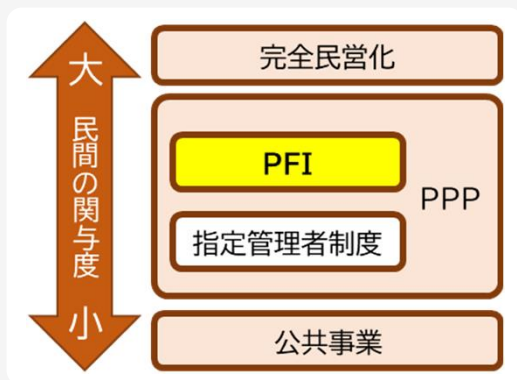 大
民間の関与度
小
完全民営化
PFI
PPP
指定管理者制度
公共事業